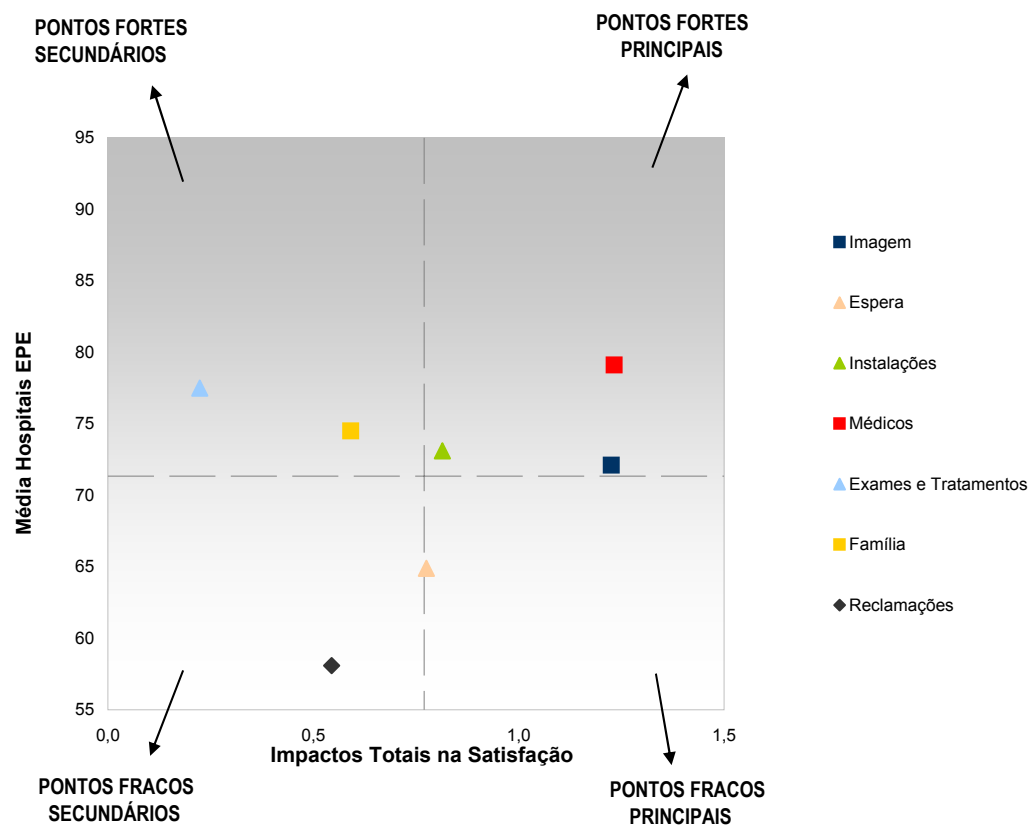 PONTOS FORTES
SECUNDÁRIOS
PONTOS FORTES
PRINCIPAIS
95
90
85
80
75
70
65
60
55
Média Hospitais EPE
0,0
0,5
1,0
1,5
Impactos Totais na Satisfação
Imagem
Espera
Instalações
Médicos
Exames e Tratamentos
Família
Reclamações
PONTOS FRACOS
SECUNDÁRIOS
PONTOS FRACOS
PRINCIPAIS